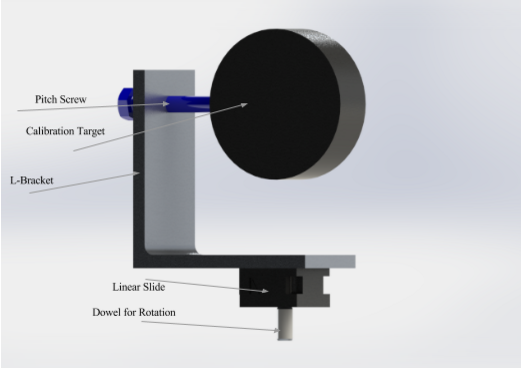 Pitch Screw
Calibration Target
L-Bracket
Linear Slide
Dowel for Rotation